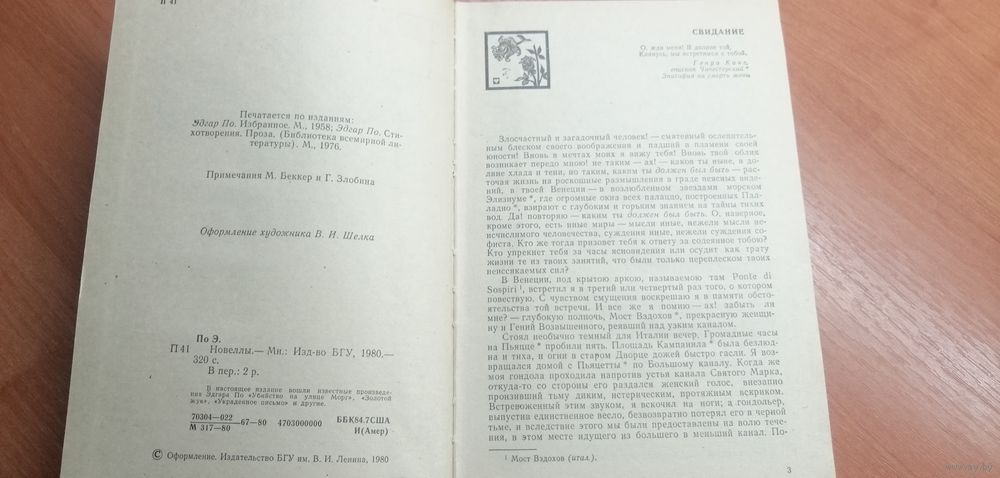 П 41
Печатается по изданиям:
Эдгар По. Избранное. М., 1958; Эдгар По. Сти-
хотворения. Проза. (Библиотека всемирной ли-
тературы). М., 1976.
Примечания М. Беккер и Г. Злобина
Оформление художника В. И. Шелка
По Э.
П41 Новеллы.— Мн.: Изд-во БГУ, 1980.—
320 с.
В пер.: 2 р.
В настоящее издание вошли известные произведе-
ния Эдгара По «Убийство на улице Морг», «Золотой
жук», «Украденное письмо» и другие.
70304—022
М 317—80
67—80 4703000000
ББК84.7США
И(Амер)
© Оформление. Издательство БГУ им. В. И. Ленина, 1980
СВИДАНИЕ
О, жди меня! В долине той,
Клянусь, мы встретимся с тобой.
Генри Кинг,
епископ Чичестерский *
Эпитафия на смерть жены
Злосчастный и загадочный человек! — смятенный ослепитель-
ным блеском своего воображения и падший в пламени своей
юности! Вновь в мечтах моих я вижу тебя! Вновь твой облик
возникает передо мною! не таким — ах! — каков ты ныне, в до-
лине хлада и тени, но таким, каким ты должен был быть — рас-
точая жизнь на роскошные размышления в граде неясных виде-
ний, в твоей Венеции — в возлюбленном звездами морском
Элизиуме *, где огромные окна всех палаццо, построенных Пал-
ладио *, взирают с глубоким и горьким знанием на тайны тихих
вод. Да! повторяю — каким ты должен был быть. О, наверное,
кроме этого, есть иные миры — мысли иные, нежели мысли не-
исчислимого человечества, суждения иные, нежели суждения со-
фиста. Кто же тогда призовет тебя к ответу за содеянное тобою?
Кто упрекнет тебя за часы ясновидения или осудит как трату
жизни те из твоих занятий, что были только переплеском твоих
неиссякаемых сил?
В Венеции, под крытою аркою, называемою там Ponte di
Sospiri ¹, встретил я в третий или четвертый раз того, о котором
повествую. С чувством смущения воскрешаю я в памяти обсто-
ятельства той встречи. И все же я помню — ах! забыть ли
мне? — глубокую полночь, Мост Вздохов *, прекрасную женщи-
ну и Гений Возвышенного, реявший над узким каналом.
Стоял необычно темный для Италии вечер. Громадные часы
на Пьяцце * пробили пять. Площадь Кампанила * была безлюд-
на и тиха, и огни в старом Дворце дожей быстро гасли. Я воз-
вращался домой с Пьяцетты * по Большому каналу. Когда же
моя гондола проходила напротив устья канала Святого Марка,
откуда-то со стороны его раздался женский голос, внезапно
пронзивший тьму диким, истерическим, протяжным вскриком.
Встревоженный этим звуком, я вскочил на ноги; а гондольер,
выпустив единственное весло, безвозвратно потерял его в черной
тьме, и вследствие этого мы были предоставлены на волю тече-
ния, в этом месте идущего из большего в меньший канал. По-
¹ Мост Вздохов (итал.).
3